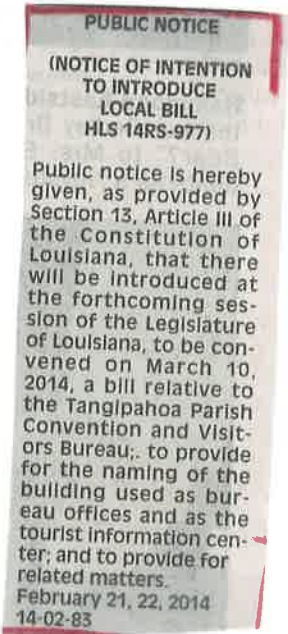 PUBLIC NOTICE
(NOTICE OF INTENTION
TO INTRODUCE
LOCAL BILL
HLS 14RS-977)
Public notice is hereby
given, as provided by
Section 13, Article III of
the Constitution of
Louisiana, that there
will be introduced at
the forthcoming ses-
sion of the Legislature
of Louisiana, to be con-
vened on March 10,
2014, a bill relative to
the Tangipahoa Parish
Convention and Visit-
ors Bureau;. to provide
for the naming of the
building used as bur-
eau offices and as the
tourist information cen-
ter; and to provide for
related matters.
February 21, 22, 2014
14-02-83